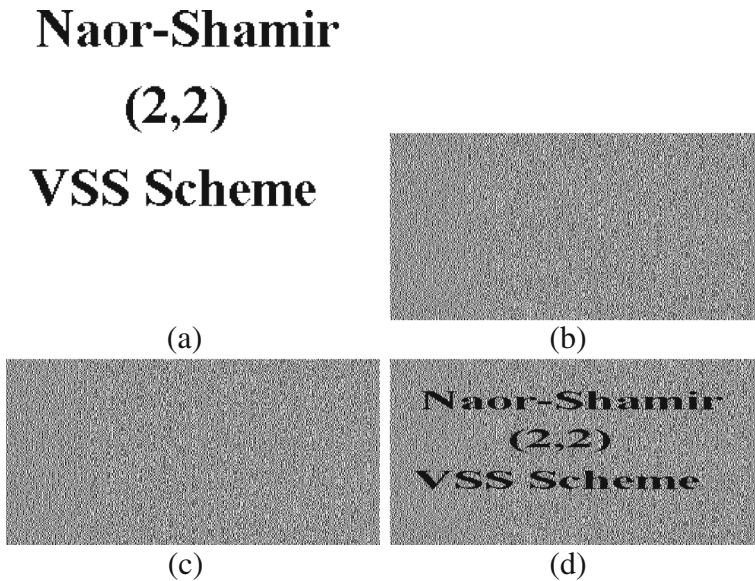 Naor-Shamir
(2,2)
VSS Scheme
(a)
(b)
Naor-Shamir
(2,2)
VSS Scheme
(c)
(d)